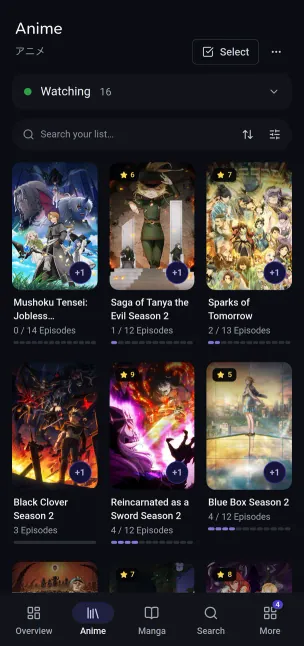 Anime
アニメ
Select
Watching 16
Search your list...
6
7
+1
+1
+1
Mushoku Tensei:
Jobless...
0 / 14 Episodes
Saga of Tanya the
Evil Season 2
1 / 12 Episodes
Sparks of
Tomorrow
2 / 13 Episodes
9
5
+1
+1
+1
Black Clover
Season 2
3 Episodes
Reincarnated as a
Sword Season 2
4 / 12 Episodes
Blue Box Season 2
4 / 12 Episodes
7
8
4
Overview
Anime
Manga
Search
More